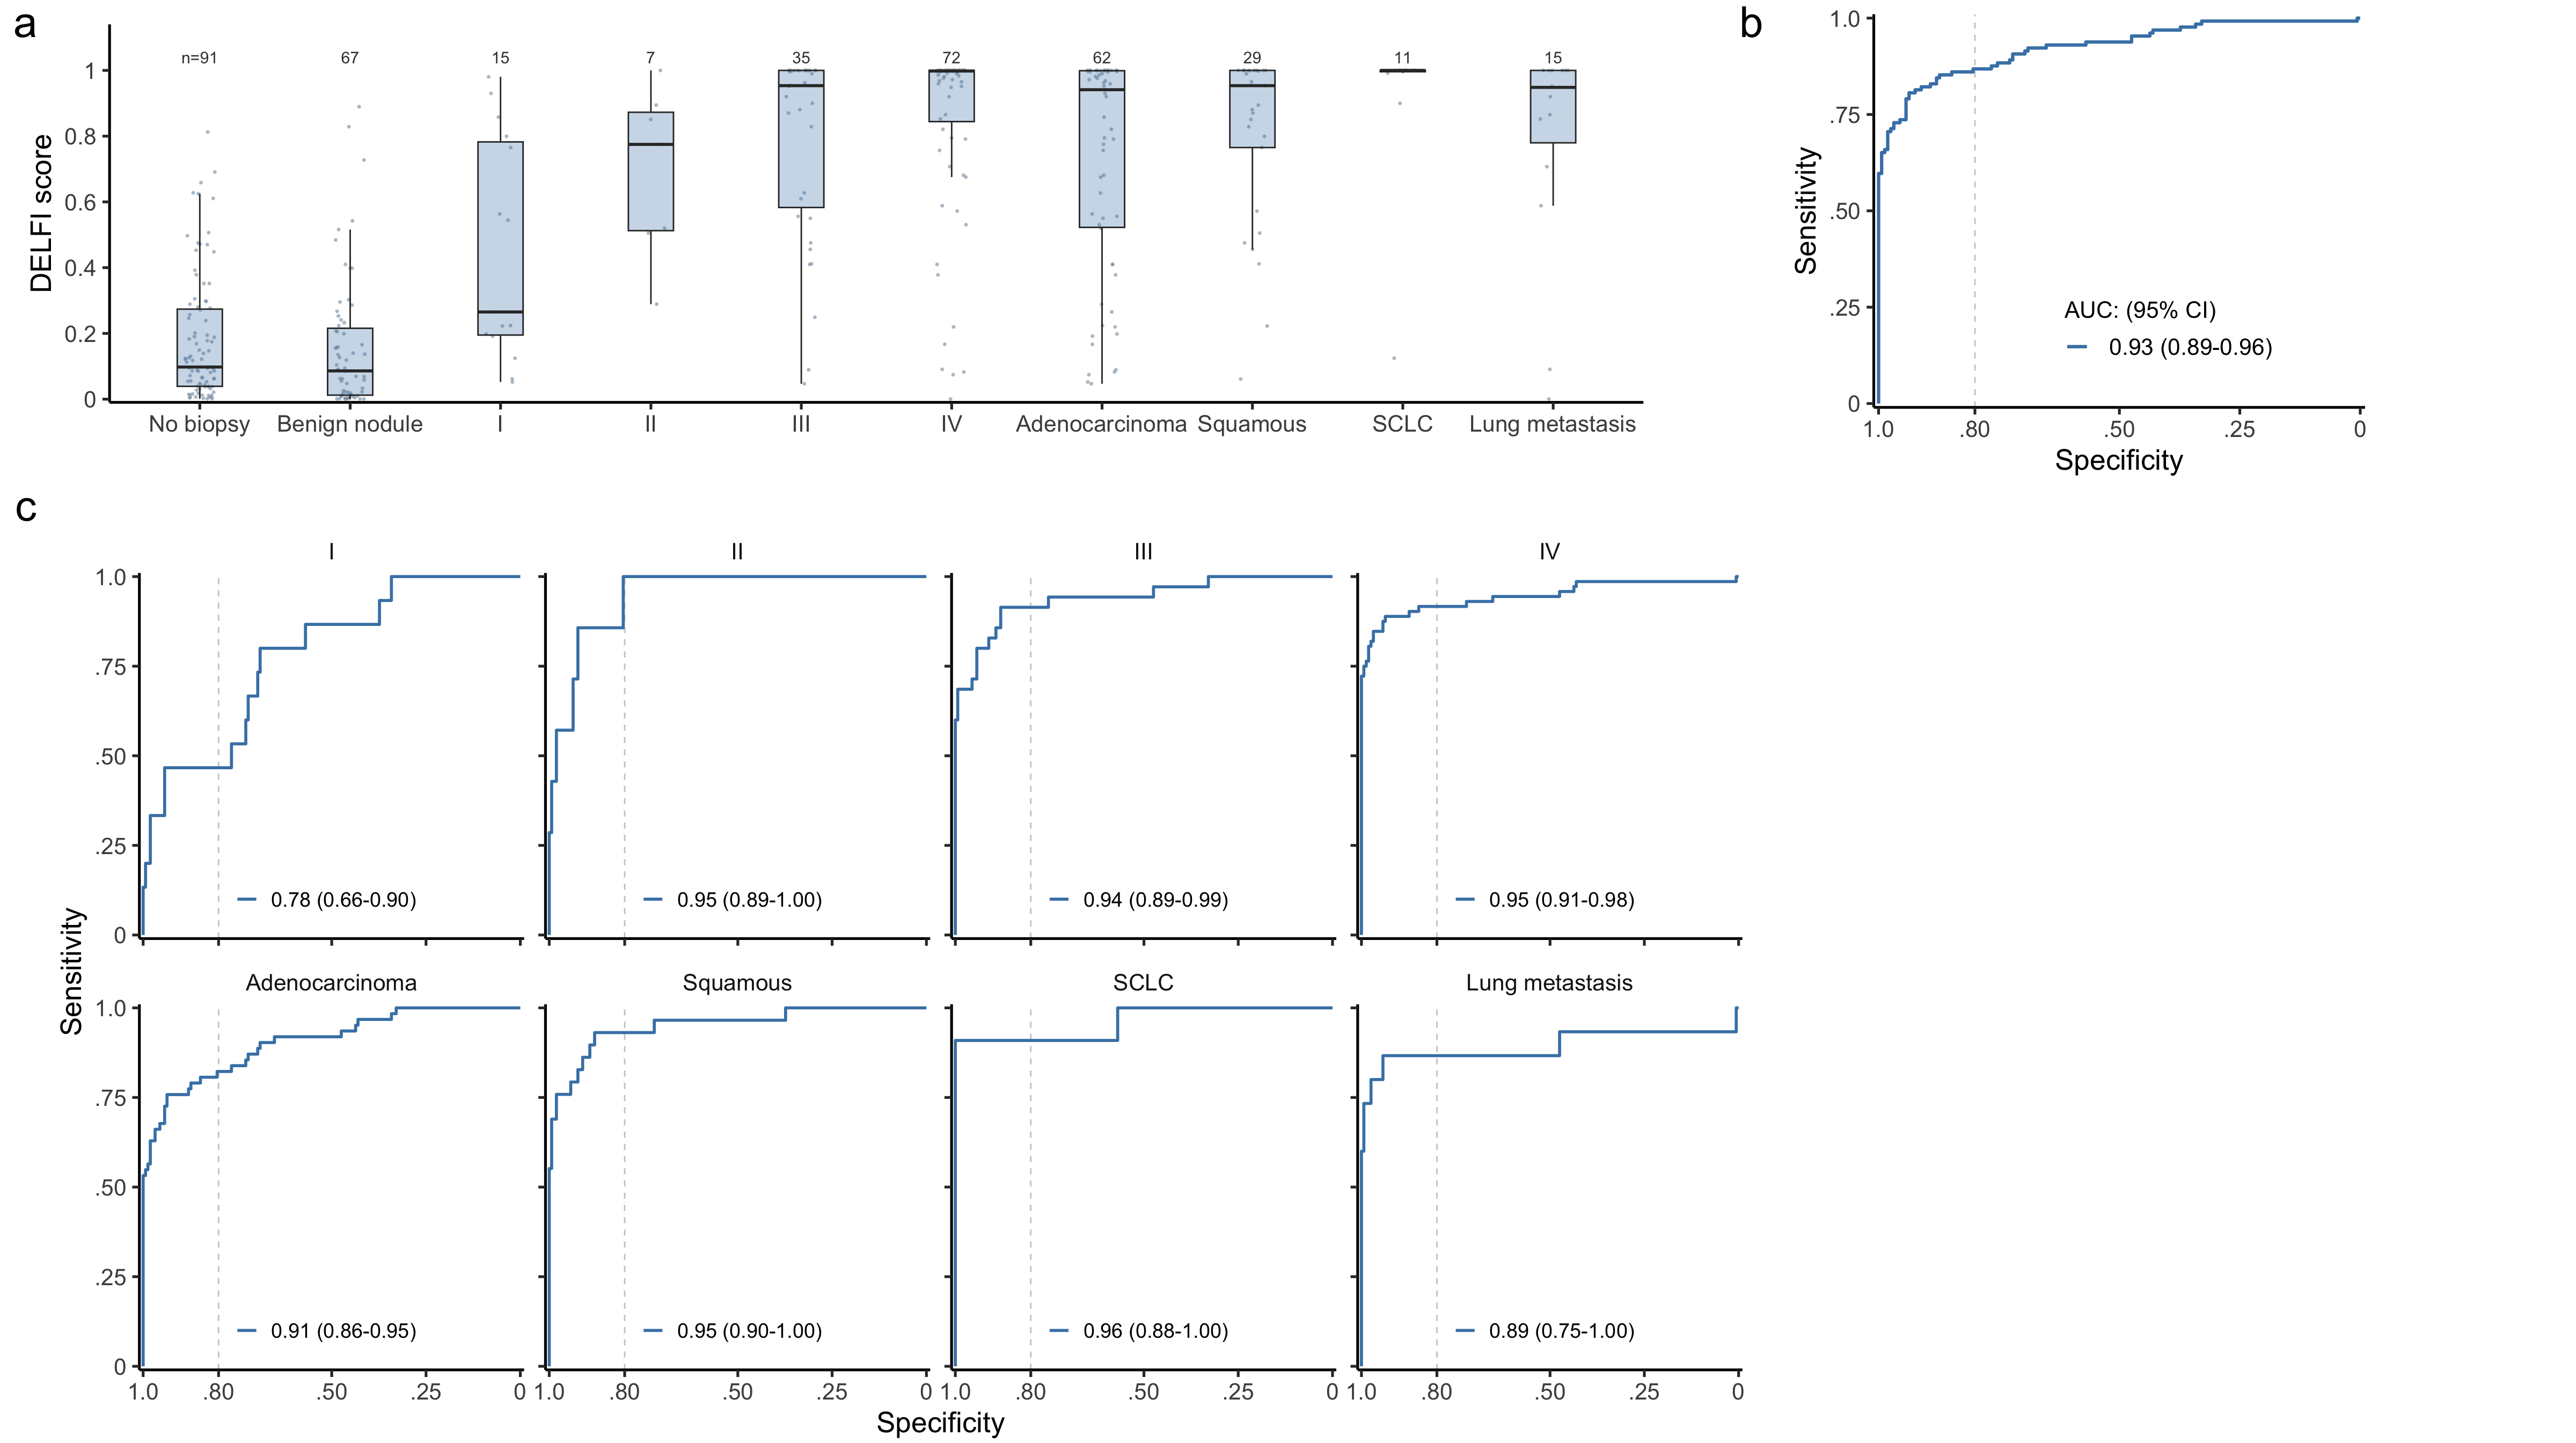 a
n=91 67 15 7 35 72 62 29 11 15
DELFI score
1
0.8
0.6
0.4
0.2
0
No biopsy Benign nodule I II III IV Adenocarcinoma Squamous SCLC Lung metastasis
b
Sensitivity
1.0
.75
.50
.25
0
AUC: (95% CI)
0.93 (0.89-0.96)
1.0 .80 .50 .25 0
Specificity
c
Sensitivity
I II III IV
1.0
.75
.50
.25
0
0.78 (0.66-0.90) 0.95 (0.89-1.00) 0.94 (0.89-0.99) 0.95 (0.91-0.98)
Adenocarcinoma Squamous SCLC Lung metastasis
1.0
.75
.50
.25
0
0.91 (0.86-0.95) 0.95 (0.90-1.00) 0.96 (0.88-1.00) 0.89 (0.75-1.00)
1.0 .80 .50 .25 0 1.0 .80 .50 .25 0 1.0 .80 .50 .25 0 1.0 .80 .50 .25 0
Specificity